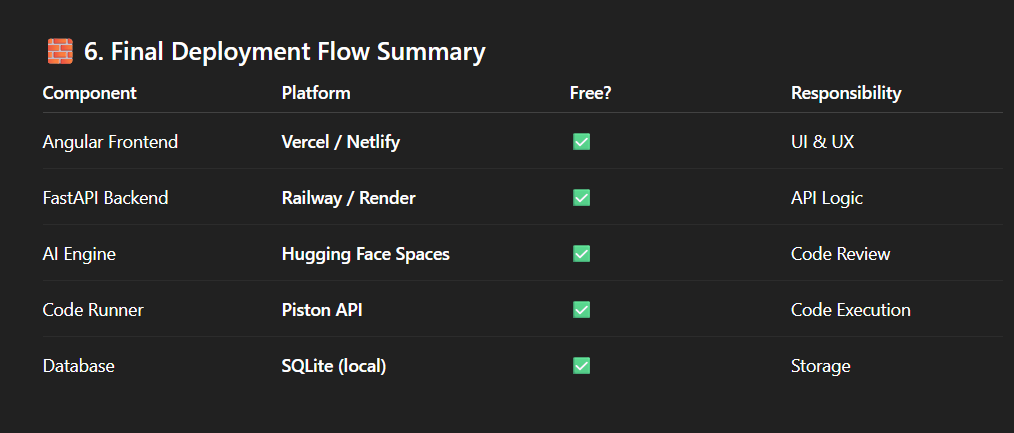 🧱 6. Final Deployment Flow Summary
Component Platform Free? Responsibility
Angular Frontend Vercel / Netlify ✅ UI & UX
FastAPI Backend Railway / Render ✅ API Logic
AI Engine Hugging Face Spaces ✅ Code Review
Code Runner Piston API ✅ Code Execution
Database SQLite (local) ✅ Storage